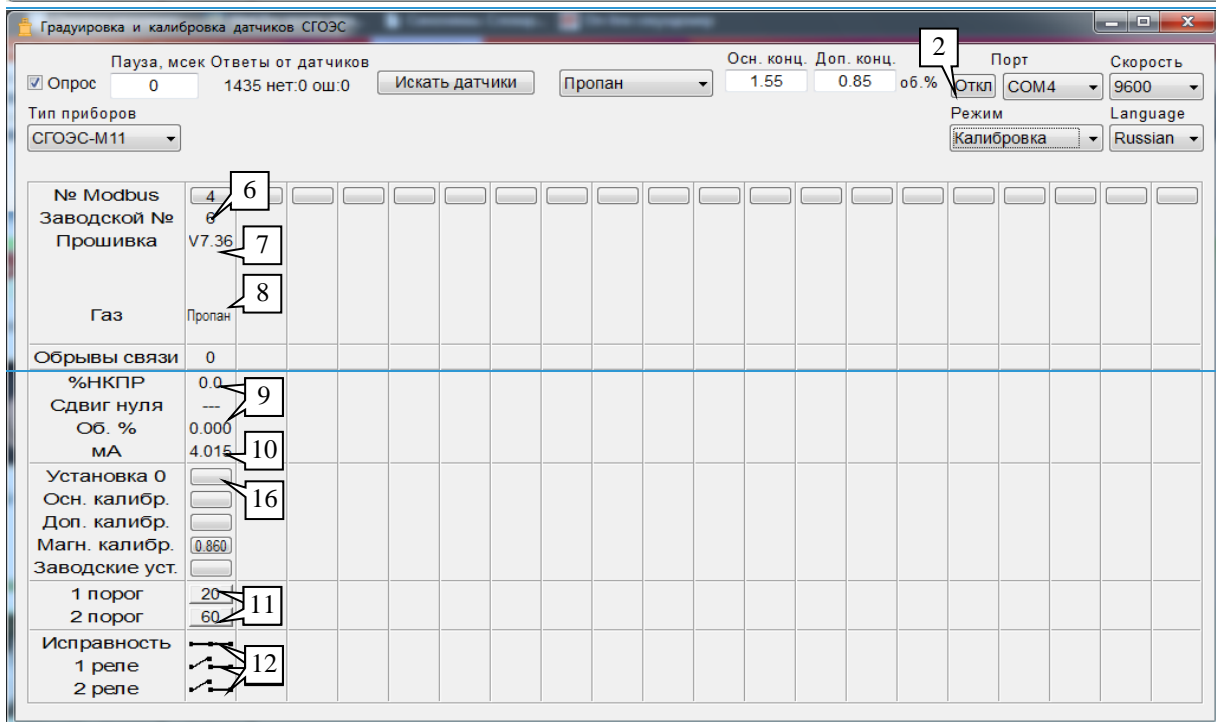 Градуировка и калибровка датчиков СГОЭС
2
Пауза, мсек Ответы от датчиков
Осн. конц. Доп. конц.
Порт
Скорость
Опрос 0 1435 нет:0 ош:0 Искать датчики Пропан 1.55 0.85 об.% Откл COM4 9600
Тип приборов
Режим
Language
СГОЭС-М11
Калибровка
Russian
№ Modbus 4
6
Заводской № 6
Прошивка V7.36
7
8
Газ Пропан
Обрывы связи 0
%НКПР 0.0
9
Сдвиг нуля ---
Об. % 0.000
мА 4.015
10
Установка 0
16
Осн. калибр.
Доп. калибр.
Магн. калибр. 0.860
Заводские уст.
1 порог 20
11
2 порог 60
Исправность
1 реле
12
2 реле